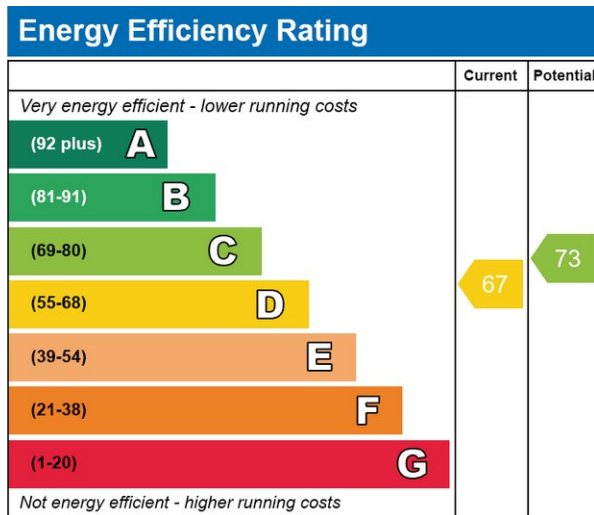 Energy Efficiency Rating
Current Potential
Very energy efficient - lower running costs
(92 plus) A
(81-91) B
(69-80) C
73
(55-68) D
67
(39-54) E
(21-38) F
(1-20) G
Not energy efficient - higher running costs